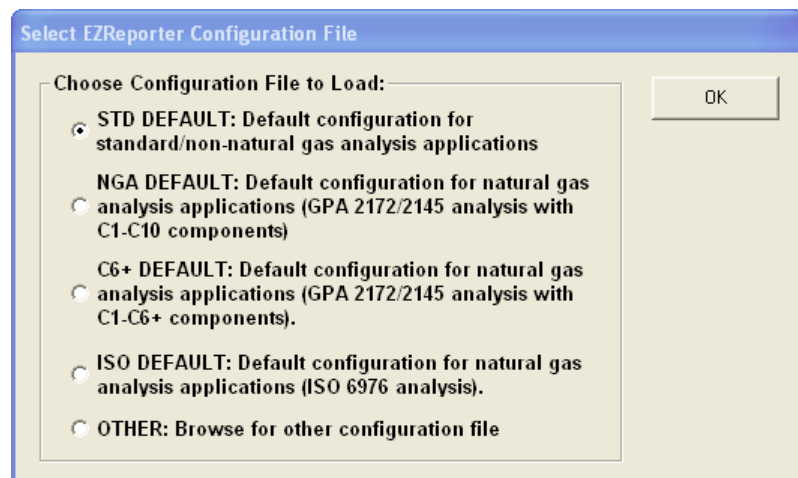 Select EZReporter Configuration File
Choose Configuration File to Load:
OK
STD DEFAULT: Default configuration for
standard/non-natural gas analysis applications
NGA DEFAULT: Default configuration for natural gas
analysis applications (GPA 2172/2145 analysis with
C1-C10 components)
C6+ DEFAULT: Default configuration for natural gas
analysis applications (GPA 2172/2145 analysis with
C1-C6+ components).
ISO DEFAULT: Default configuration for natural gas
analysis applications (ISO 6976 analysis).
OTHER: Browse for other configuration file